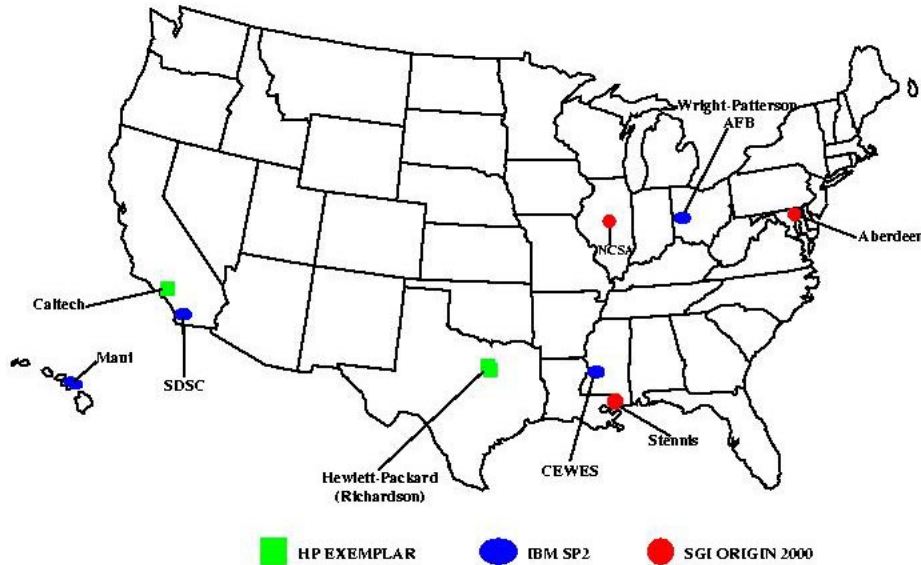 Wright-Patterson
AFB
NCSA
Aberdeen
Caltech
Maui
SDSC
Stennis
CEWES
Hewlett-Packard
(Richardson)
HP EXEMPLAR
IBM SP2
SGI ORIGIN 2000